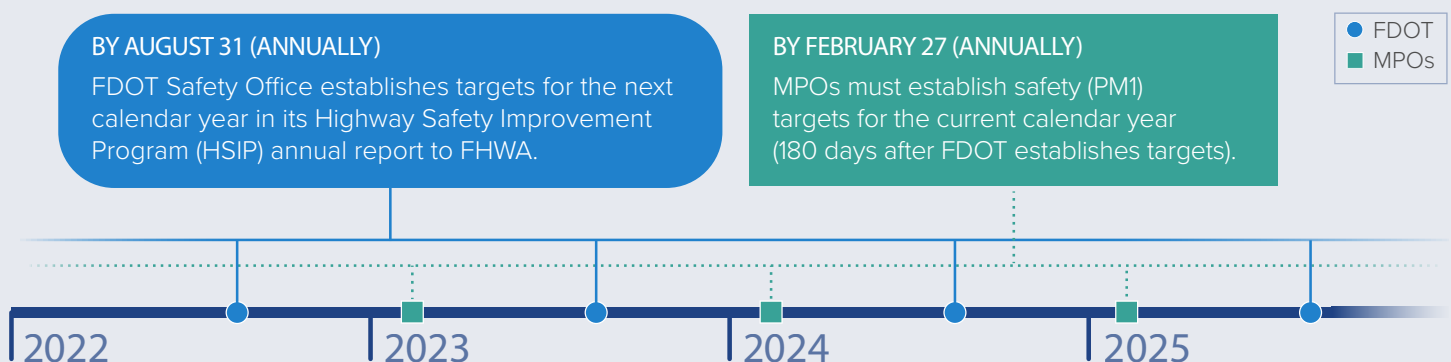 BY AUGUST 31 (ANNUALLY)
FDOT Safety Office establishes targets for the next
calendar year in its Highway Safety Improvement
Program (HSIP) annual report to FHWA.
BY FEBRUARY 27 (ANNUALLY)
MPOs must establish safety (PM1)
targets for the current calendar year
(180 days after FDOT establishes targets).
FDOT
MPOs
2022
2023
2024
2025